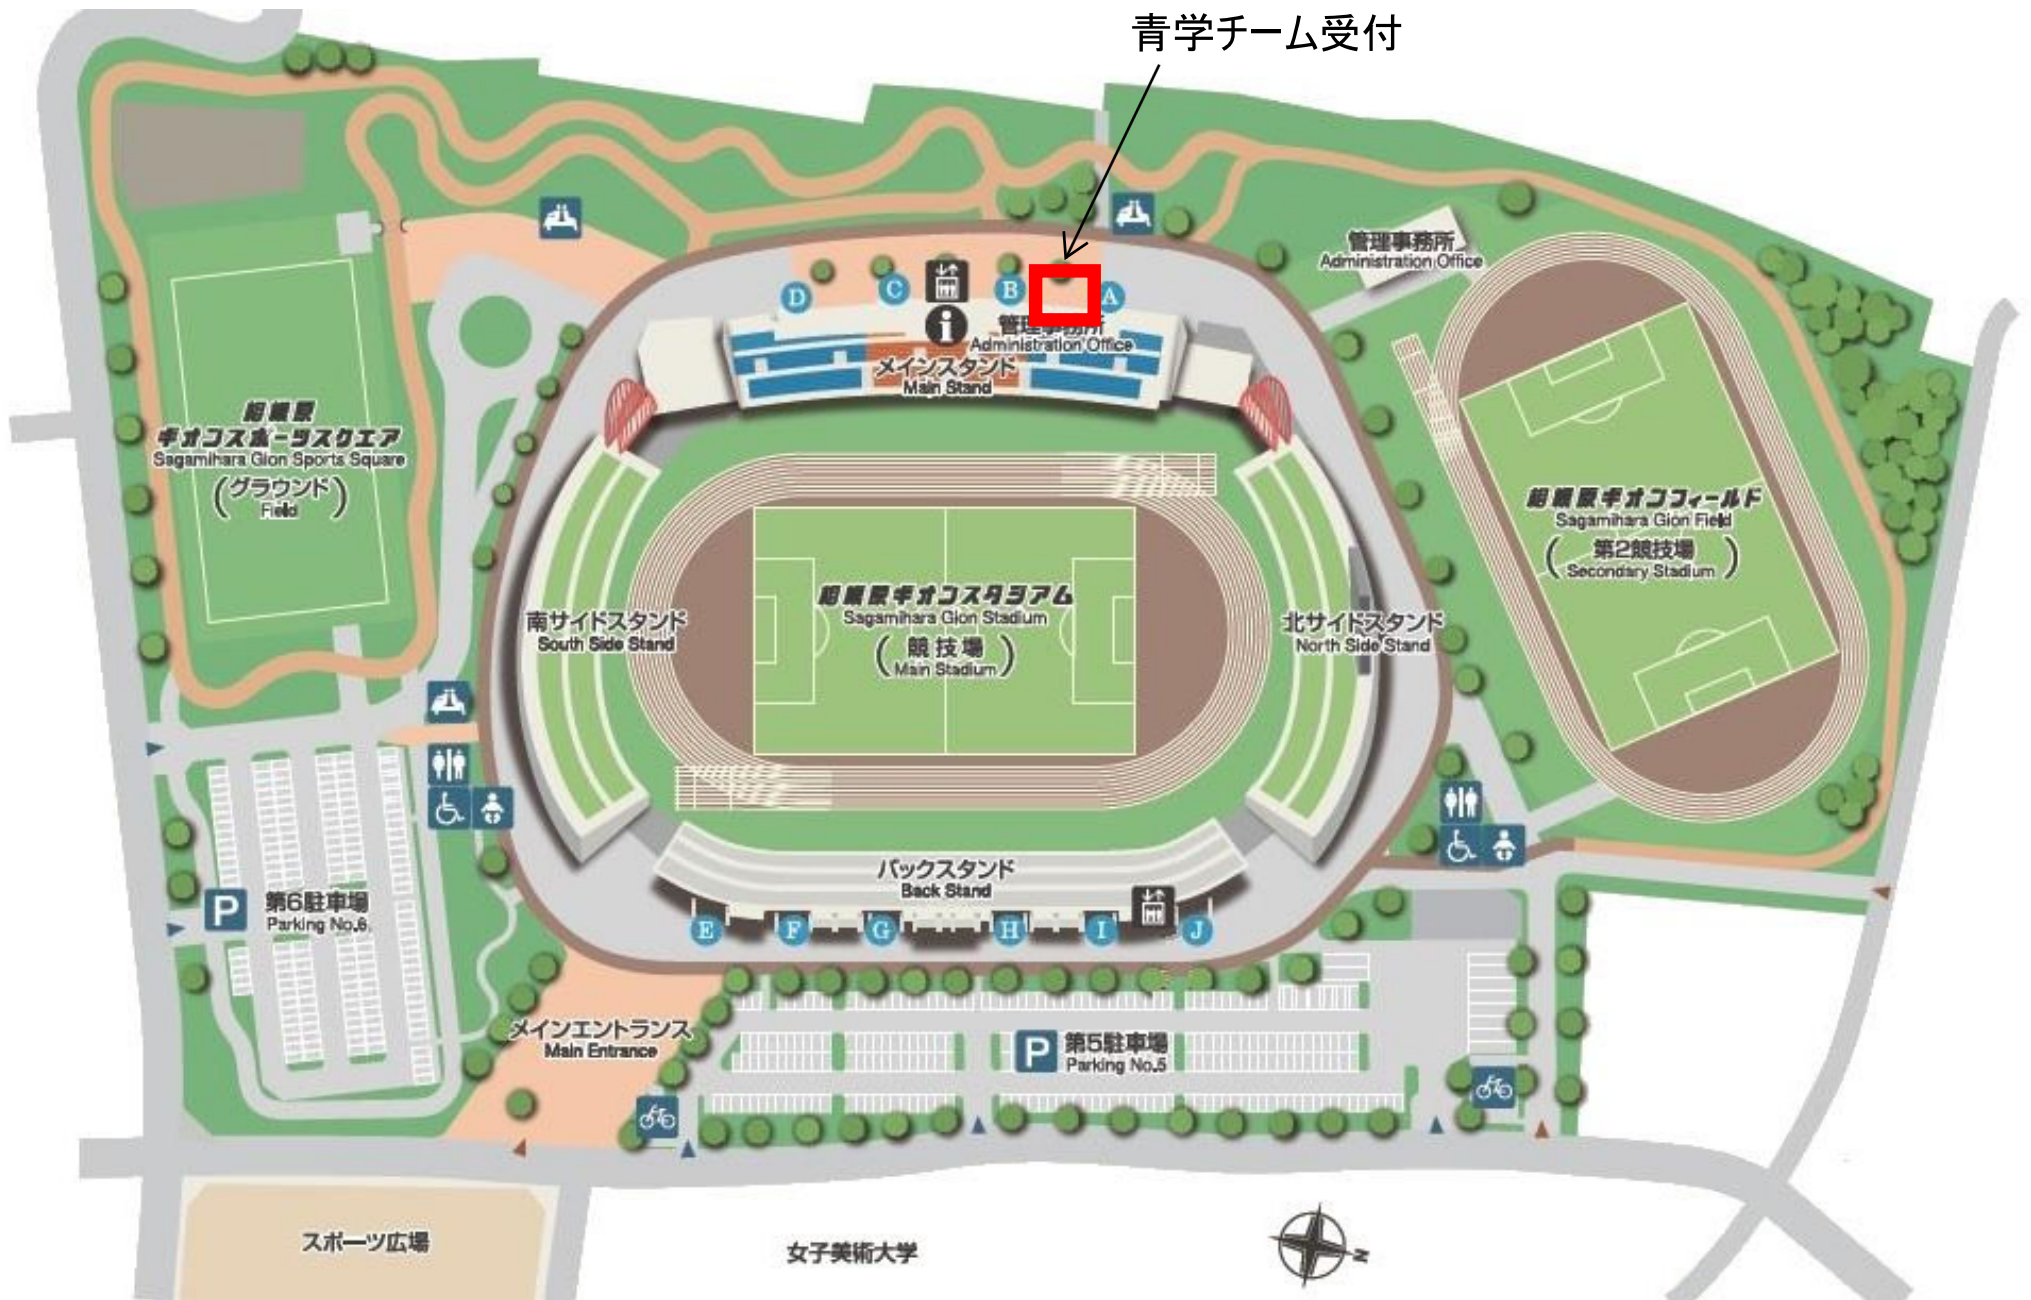 青学チーム受付
管理事務所
Administration Office
D
C
B
A
管理事務所
Administration Office
メインスタンド
Main Stand
相模原
ギオンスポーツスクエア
Sagamihara Gion Sports Square
(グラウンド)
Field
相模原ギオンフィールド
Sagamihara Gion Field
(第2競技場)
Secondary Stadium
相模原ギオンスタジアム
Sagamihara Gion Stadium
(競技場)
Main Stadium
南サイドスタンド
South Side Stand
北サイドスタンド
North Side Stand
バックスタンド
Back Stand
E
F
G
H
I
J
P
第6駐車場
Parking No.6
メインエントランス
Main Entrance
P
第5駐車場
Parking No.5
スポーツ広場
女子美術大学
N